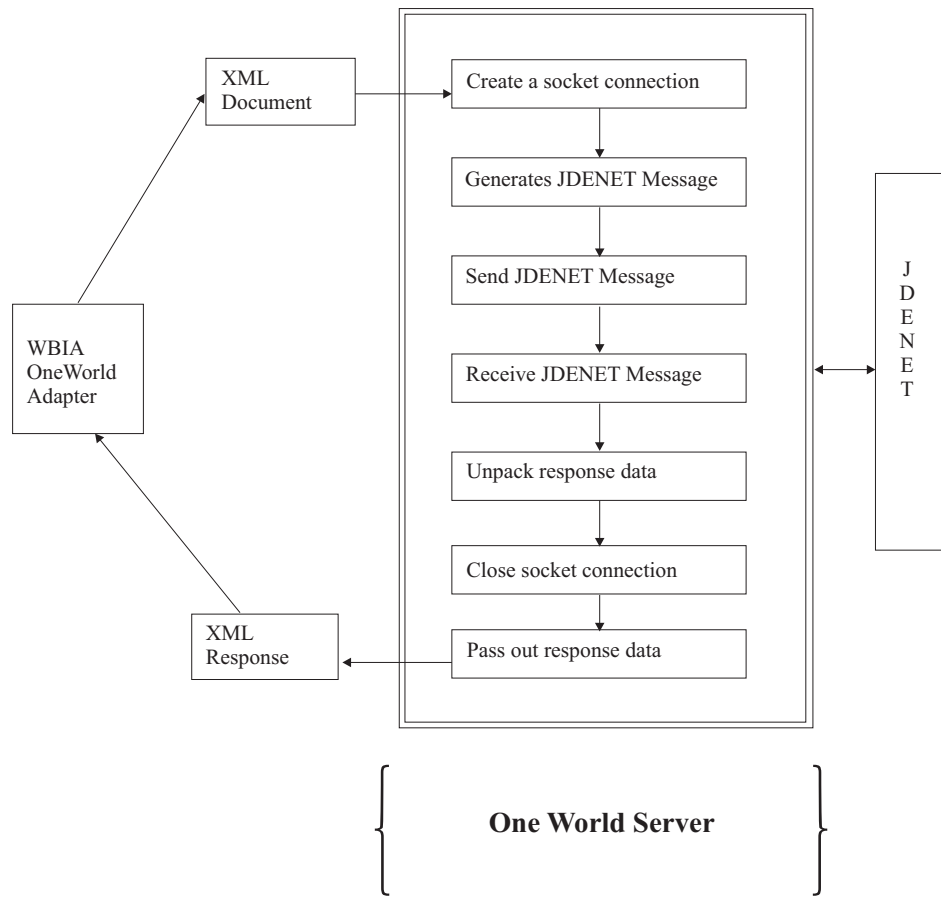 XML
Document
Create a socket connection
Generates JDENET Message
Send JDENET Message
Receive JDENET Message
Unpack response data
Close socket connection
Pass out response data
WBIA
OneWorld
Adapter
XML
Response
J
D
E
N
E
T
One World Server